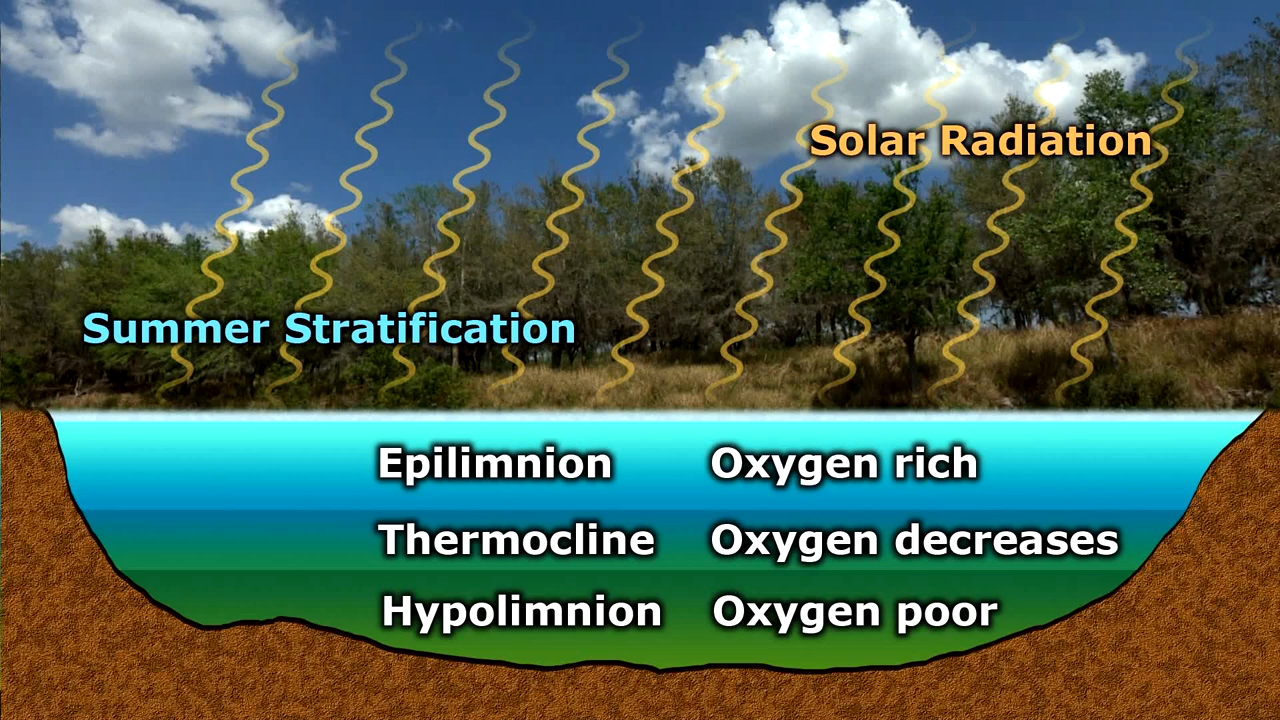 Solar Radiation
Summer Stratification
Epilimnion Oxygen rich
Thermocline Oxygen decreases
Hypolimnion Oxygen poor